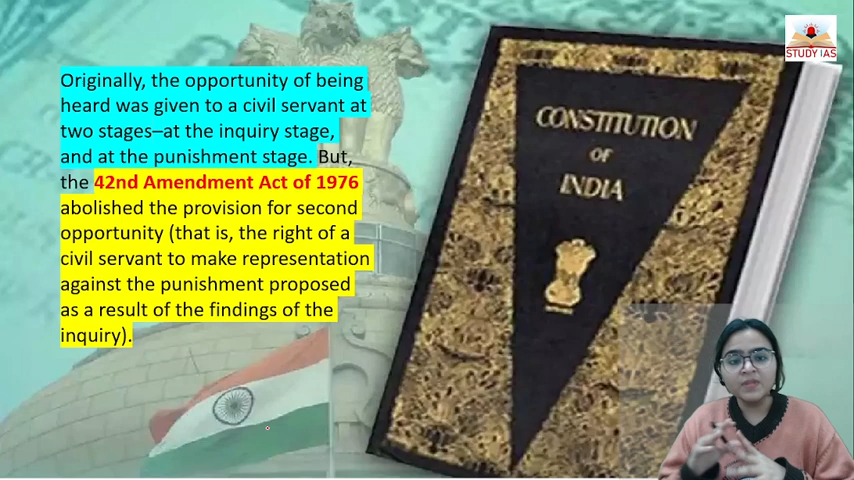 Originally, the opportunity of being
heard was given to a civil servant at
two stages–at the inquiry stage,
and at the punishment stage. But,
the 42nd Amendment Act of 1976
abolished the provision for second
opportunity (that is, the right of a
civil servant to make representation
against the punishment proposed
as a result of the findings of the
inquiry).
CONSTITUTION
OF
INDIA
STUDY IAS